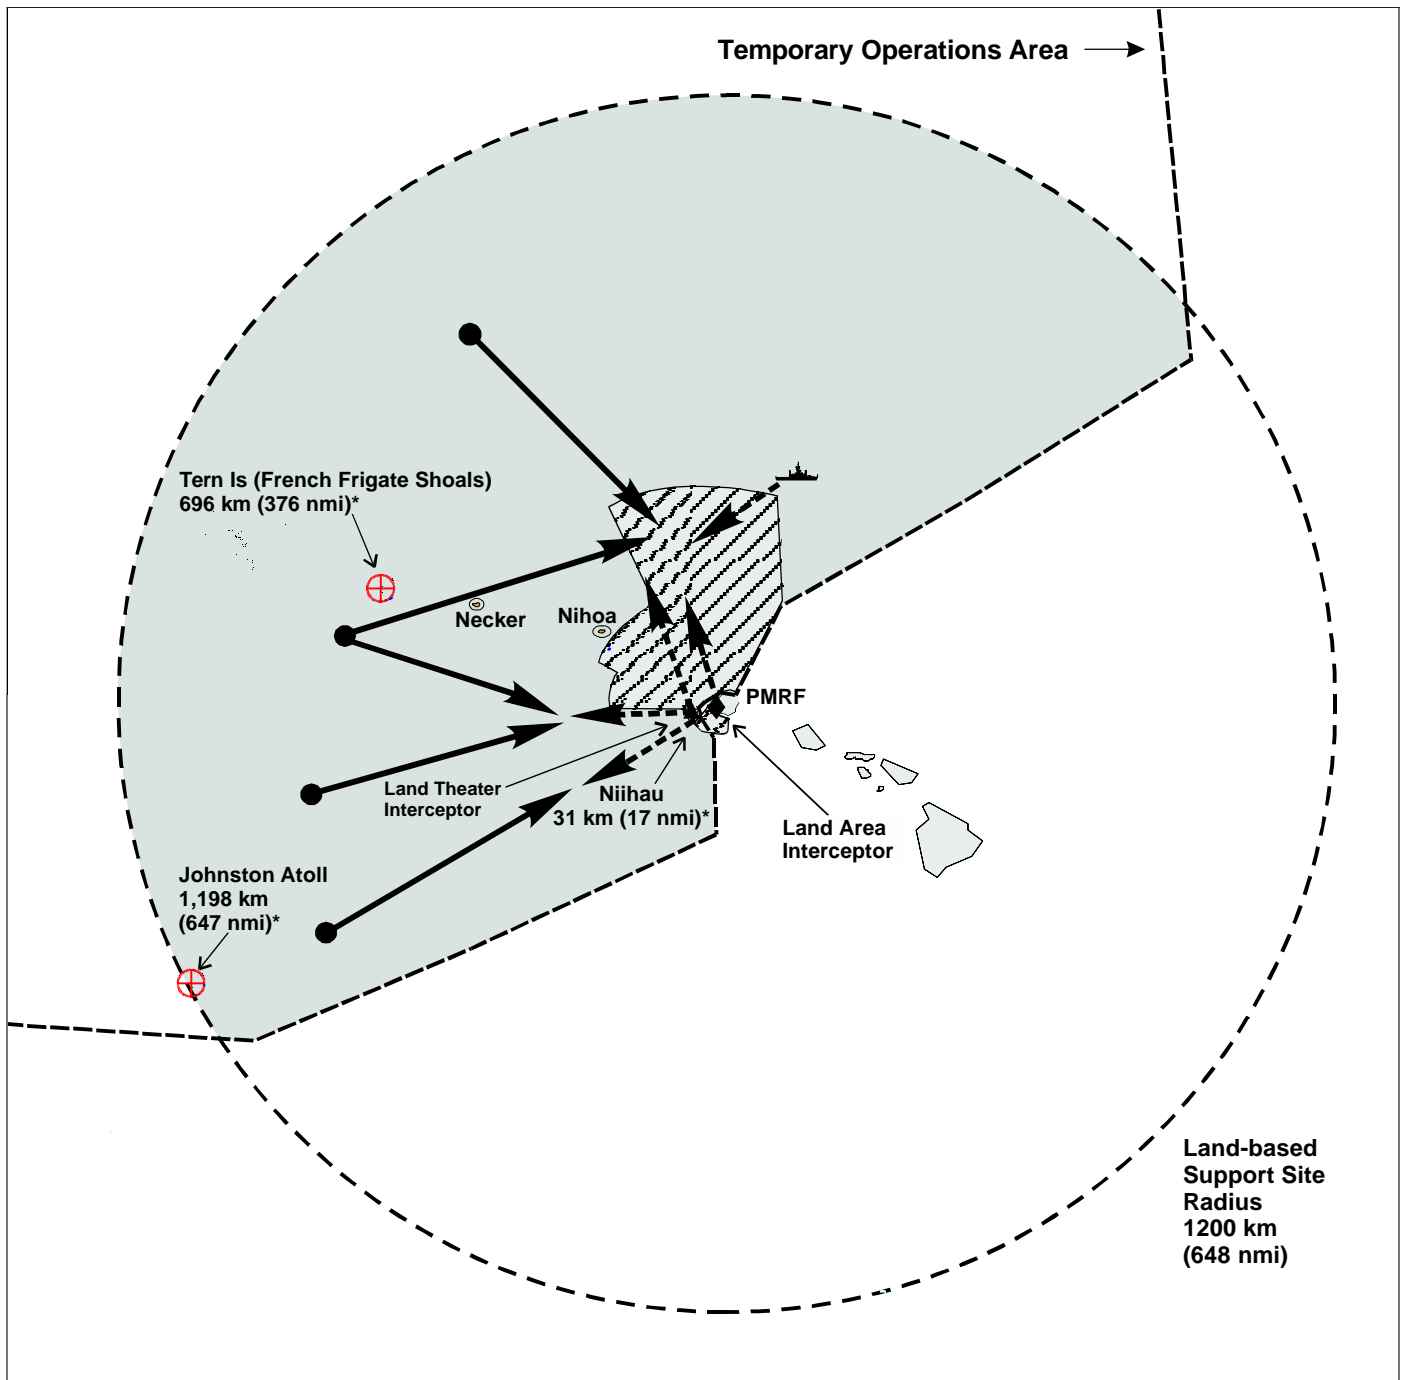 Temporary Operations Area
Tern Is (French Frigate Shoals)
696 km (376 nmi)*
Necker
Nihoa
PMRF
Land Theater
Interceptor
Niihau
31 km (17 nmi)*
Land Area
Interceptor
Johnston Atoll
1,198 km
(647 nmi)*
Land-based
Support Site
Radius
1200 km
(648 nmi)